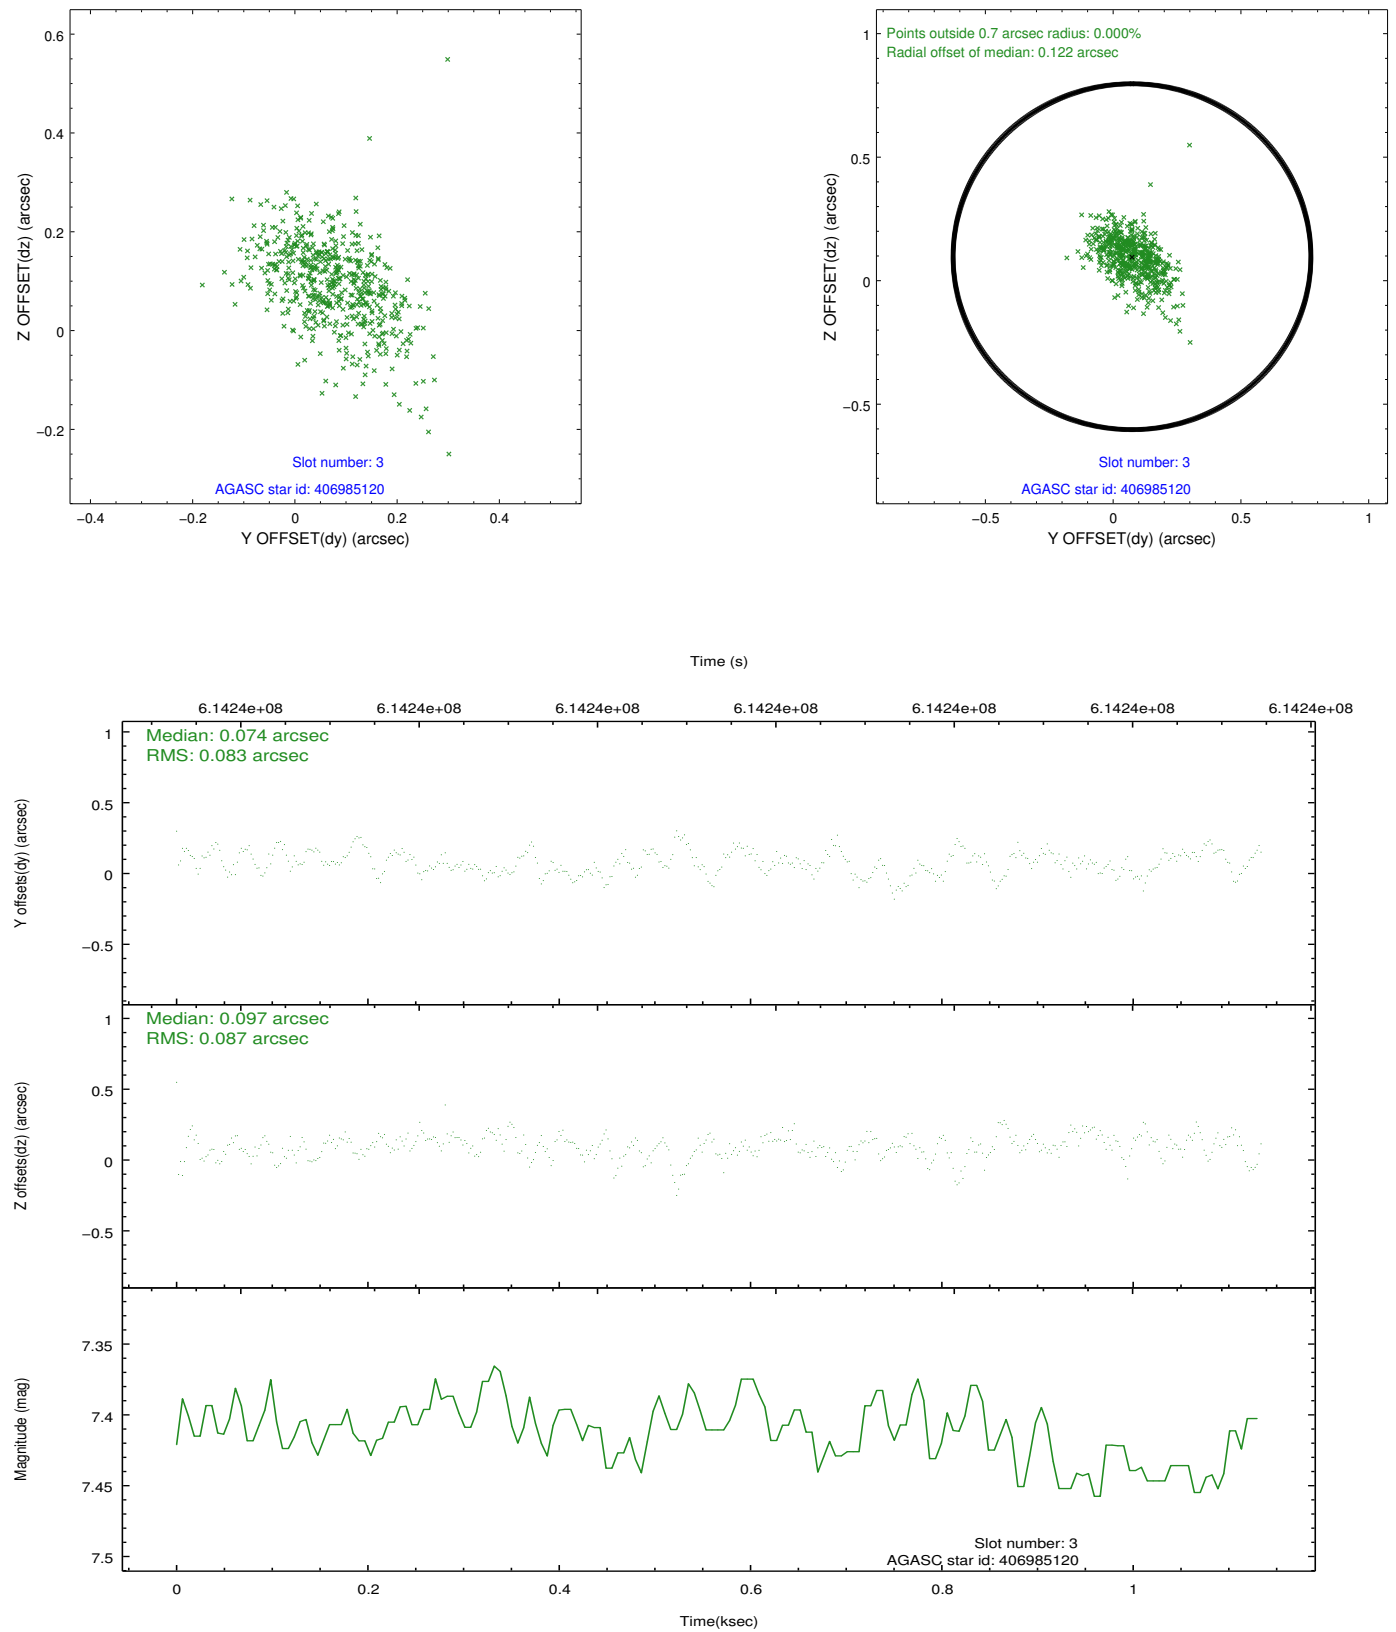 0.6
0.4
0.2
0
−0.2
−0.4
−0.2
0
0.2
0.4
Z OFFSET(dz) (arcsec)
Y OFFSET(dy) (arcsec)
Slot number: 3
AGASC star id: 406985120
Points outside 0.7 arcsec radius: 0.000%
Radial offset of median: 0.122 arcsec
1
0.5
0
−0.5
−0.5
0
0.5
1
Z OFFSET(dz) (arcsec)
Y OFFSET(dy) (arcsec)
Slot number: 3
AGASC star id: 406985120
Time (s)
6.1424e+08 6.1424e+08 6.1424e+08 6.1424e+08 6.1424e+08 6.1424e+08 6.1424e+08
Median: 0.074 arcsec
RMS: 0.083 arcsec
1
0.5
0
−0.5
Y offsets(dy) (arcsec)
Median: 0.097 arcsec
RMS: 0.087 arcsec
1
0.5
0
−0.5
Z offsets(dz) (arcsec)
7.35
7.4
7.45
7.5
Magnitude (mag)
Slot number: 3
AGASC star id: 406985120
0 0.2 0.4 0.6 0.8 1
Time(ksec)